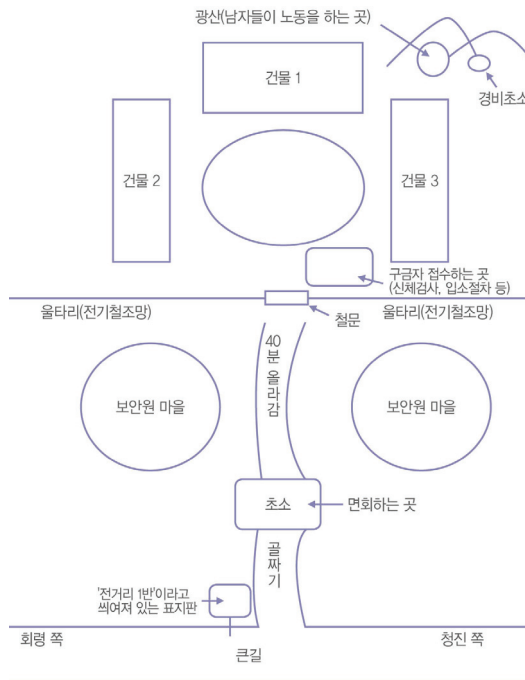 광산(남자들이 노동을 하는 곳)
건물 1
경비초소
건물 2
건물 3
구금자 접수하는 곳
(신체검사, 입소절차 등)
울타리(전기철조망)
철문
울타리(전기철조망)
40분 올라감
보안원 마을
보안원 마을
초소
면회하는 곳
골짜기
'전거리 1반'이라고
씌여져 있는 표지판
회령 쪽
큰길
청진 쪽